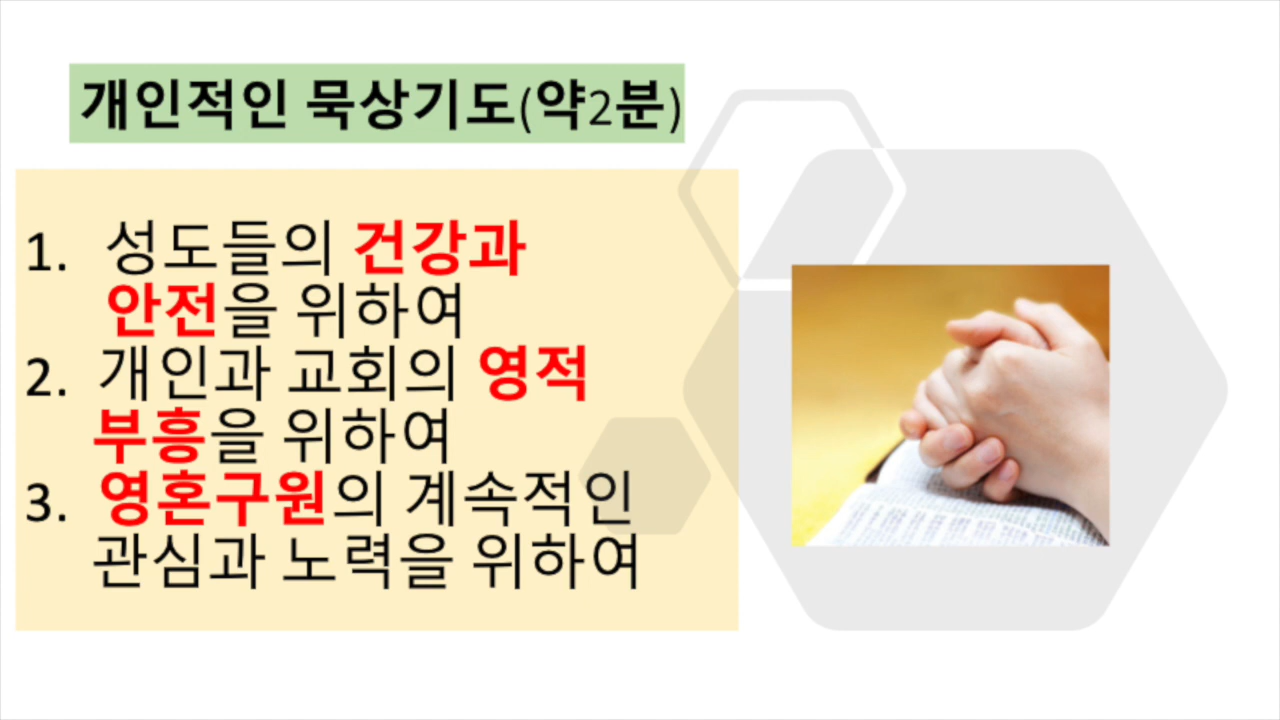 개인적인 묵상기도(약2분)
1. 성도들의 건강과
안전을 위하여
2. 개인과 교회의 영적
부흥을 위하여
3. 영혼구원의 계속적인
관심과 노력을 위하여